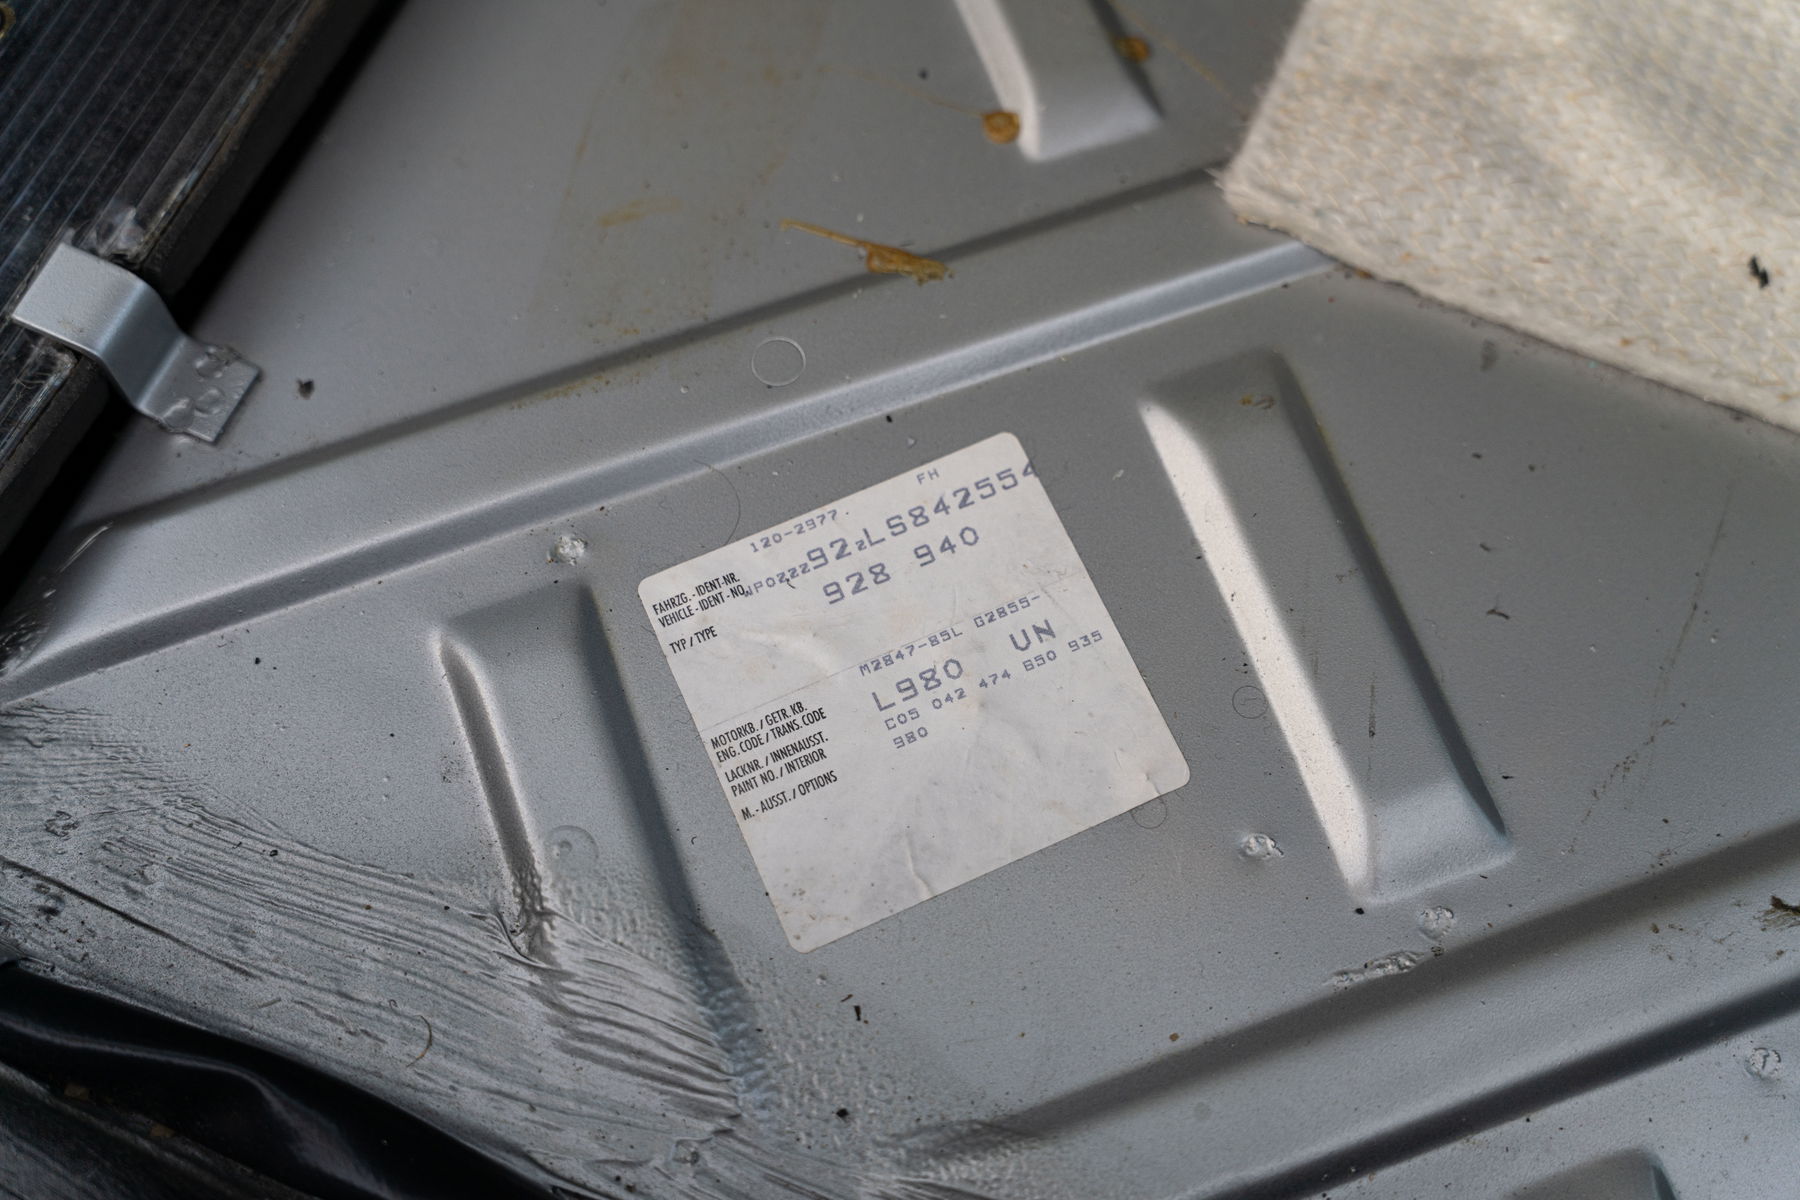 FH
120-2977
FAHRZG.-IDENT-NR.
VEHICLE-IDENT-NO. WP0ZZZ92ZLS842554
TYP / TYPE 928 940
MOTORKB. / GETR.KB.
ENG. CODE / TRANS. CODE M2847-85L G2855-
LACKNR. / INNENAUSST.
PAINT NO. / INTERIOR L980 UN
M.-AUSST. / OPTIONS C05 042 474 650 935
980